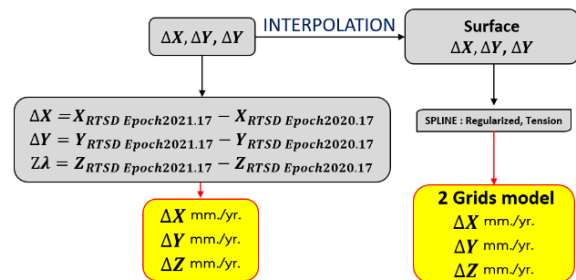 ΔX, ΔY, ΔY
INTERPOLATION
Surface
ΔX, ΔY, ΔY
ΔX = X_RTSD Epoch2021.17 − X_RTSD Epoch2020.17
ΔY = Y_RTSD Epoch2021.17 − Y_RTSD Epoch2020.17
Zλ = Z_RTSD Epoch2021.17 − Z_RTSD Epoch2020.17
SPLINE : Regularized, Tension
ΔX mm./yr.
ΔY mm./yr.
ΔZ mm./yr.
2 Grids model
ΔX mm./yr.
ΔY mm./yr.
ΔZ mm./yr.